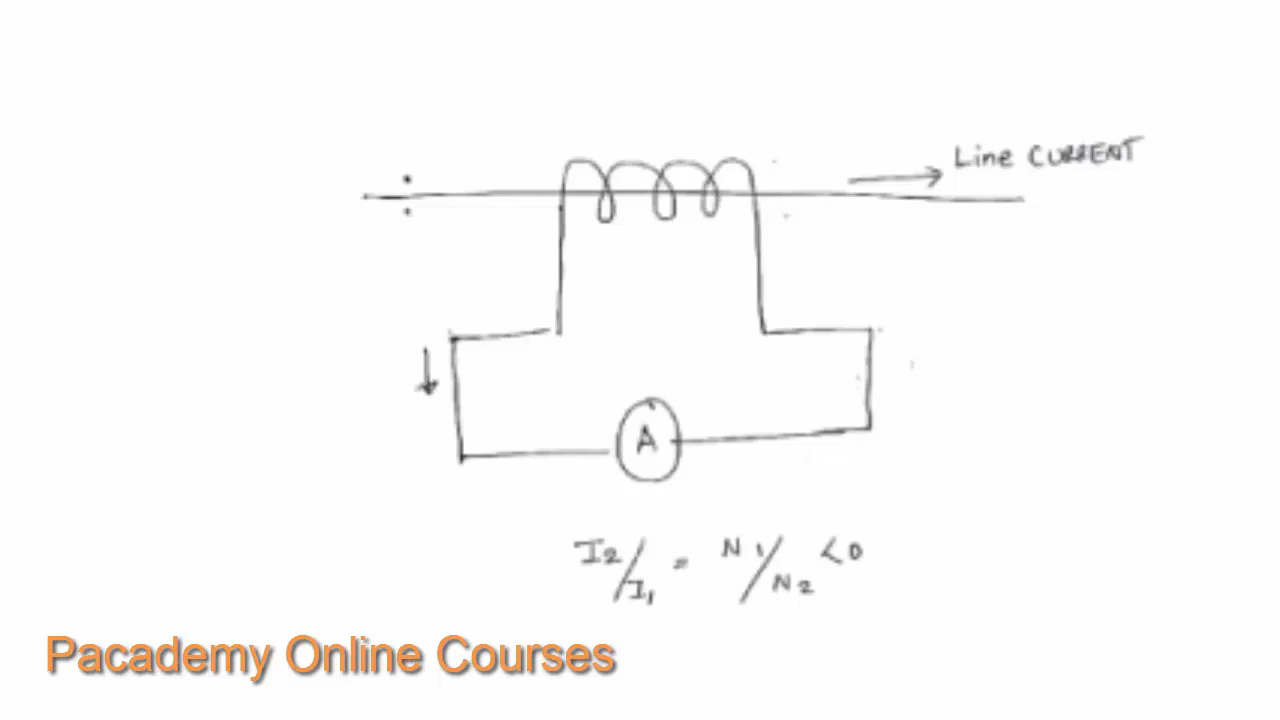 Line CURRENT
A
I2/I1 = N1/N2 <0
Pacademy Online Courses